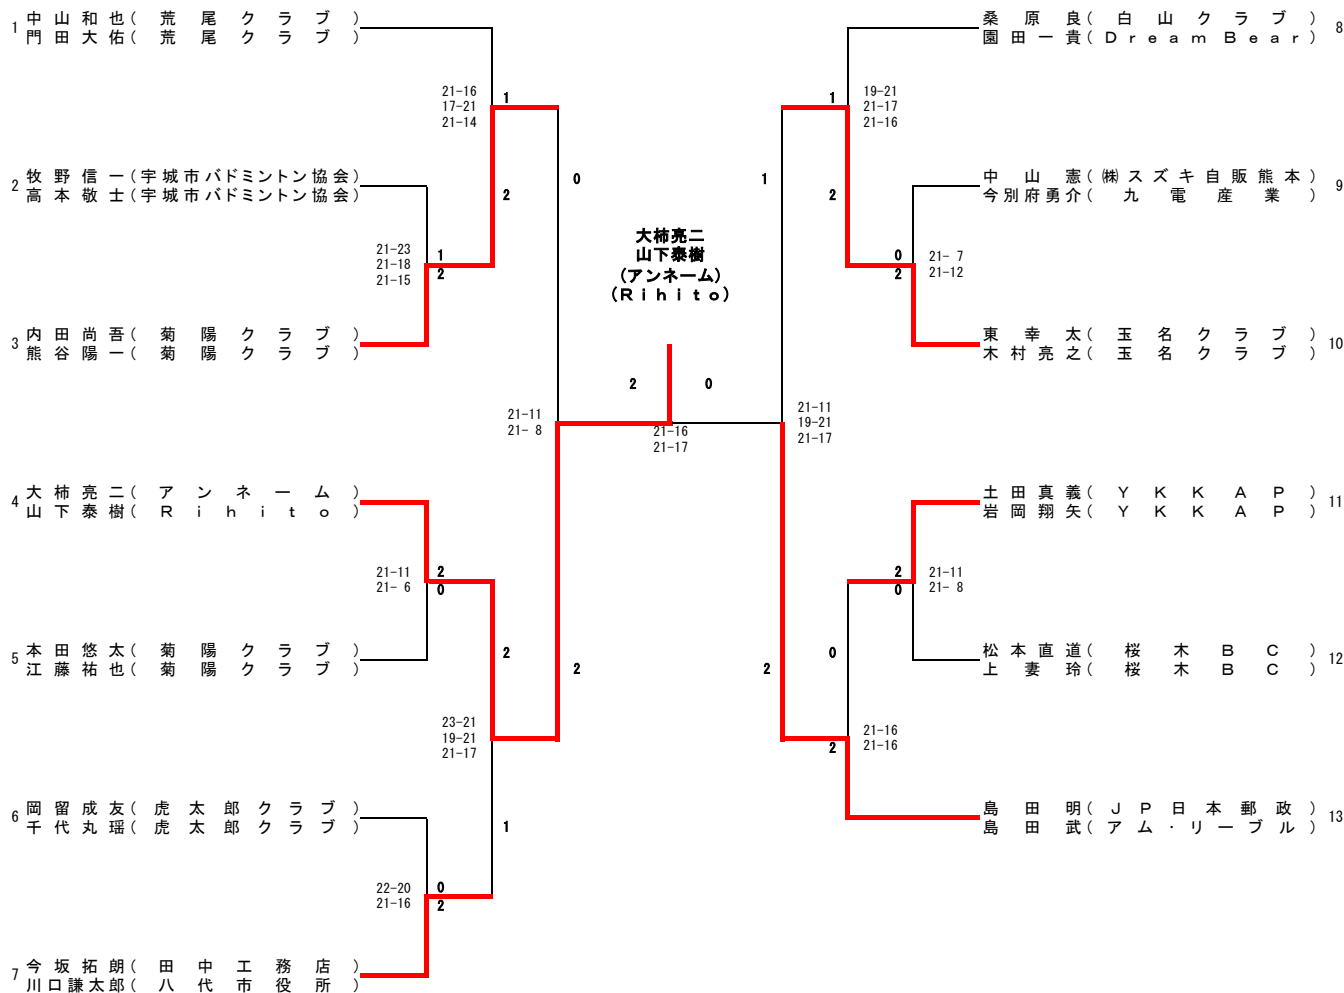 1 中山和也(荒尾クラブ)
門田大佑(荒尾クラブ)
21-16
17-21
21-14
1
2 牧野信一(宇城市バドミントン協会)
高本敬士(宇城市バドミントン協会)
2
0
21-23
21-18
21-15
1
2
3 内田尚吾(菊陽クラブ)
熊谷陽一(菊陽クラブ)
21-11
21- 8
4 大柿亮二(アンネーム)
山下泰樹(Rihito)
21-11
21- 6
2
0
5 本田悠太(菊陽クラブ)
江藤祐也(菊陽クラブ)
2
2
23-21
19-21
21-17
6 岡留成友(虎太郎クラブ)
千代丸瑶(虎太郎クラブ)
1
22-20
21-16
0
2
7 今坂拓朗(田中工務店)
川口謙太郎(八代市役所)
大柿亮二
山下泰樹
(アンネーム)
(Rihito)
2 0
21-16
21-17
桑原良(白山クラブ) 8
園田一貴(DreamBear)
1
19-21
21-17
21-16
1
2
中山憲(㈱スズキ自販熊本) 9
今別府勇介(九電産業)
0
2
21- 7
21-12
東幸太(玉名クラブ) 10
木村亮之(玉名クラブ)
21-11
19-21
21-17
土田真義(YKKAP) 11
岩岡翔矢(YKKAP)
2
0
21-11
21- 8
松本直道(桜木BC) 12
上妻玲(桜木BC)
0
2
21-16
21-16
2
島田明(JP日本郵政) 13
島田武(アム・リーブル)